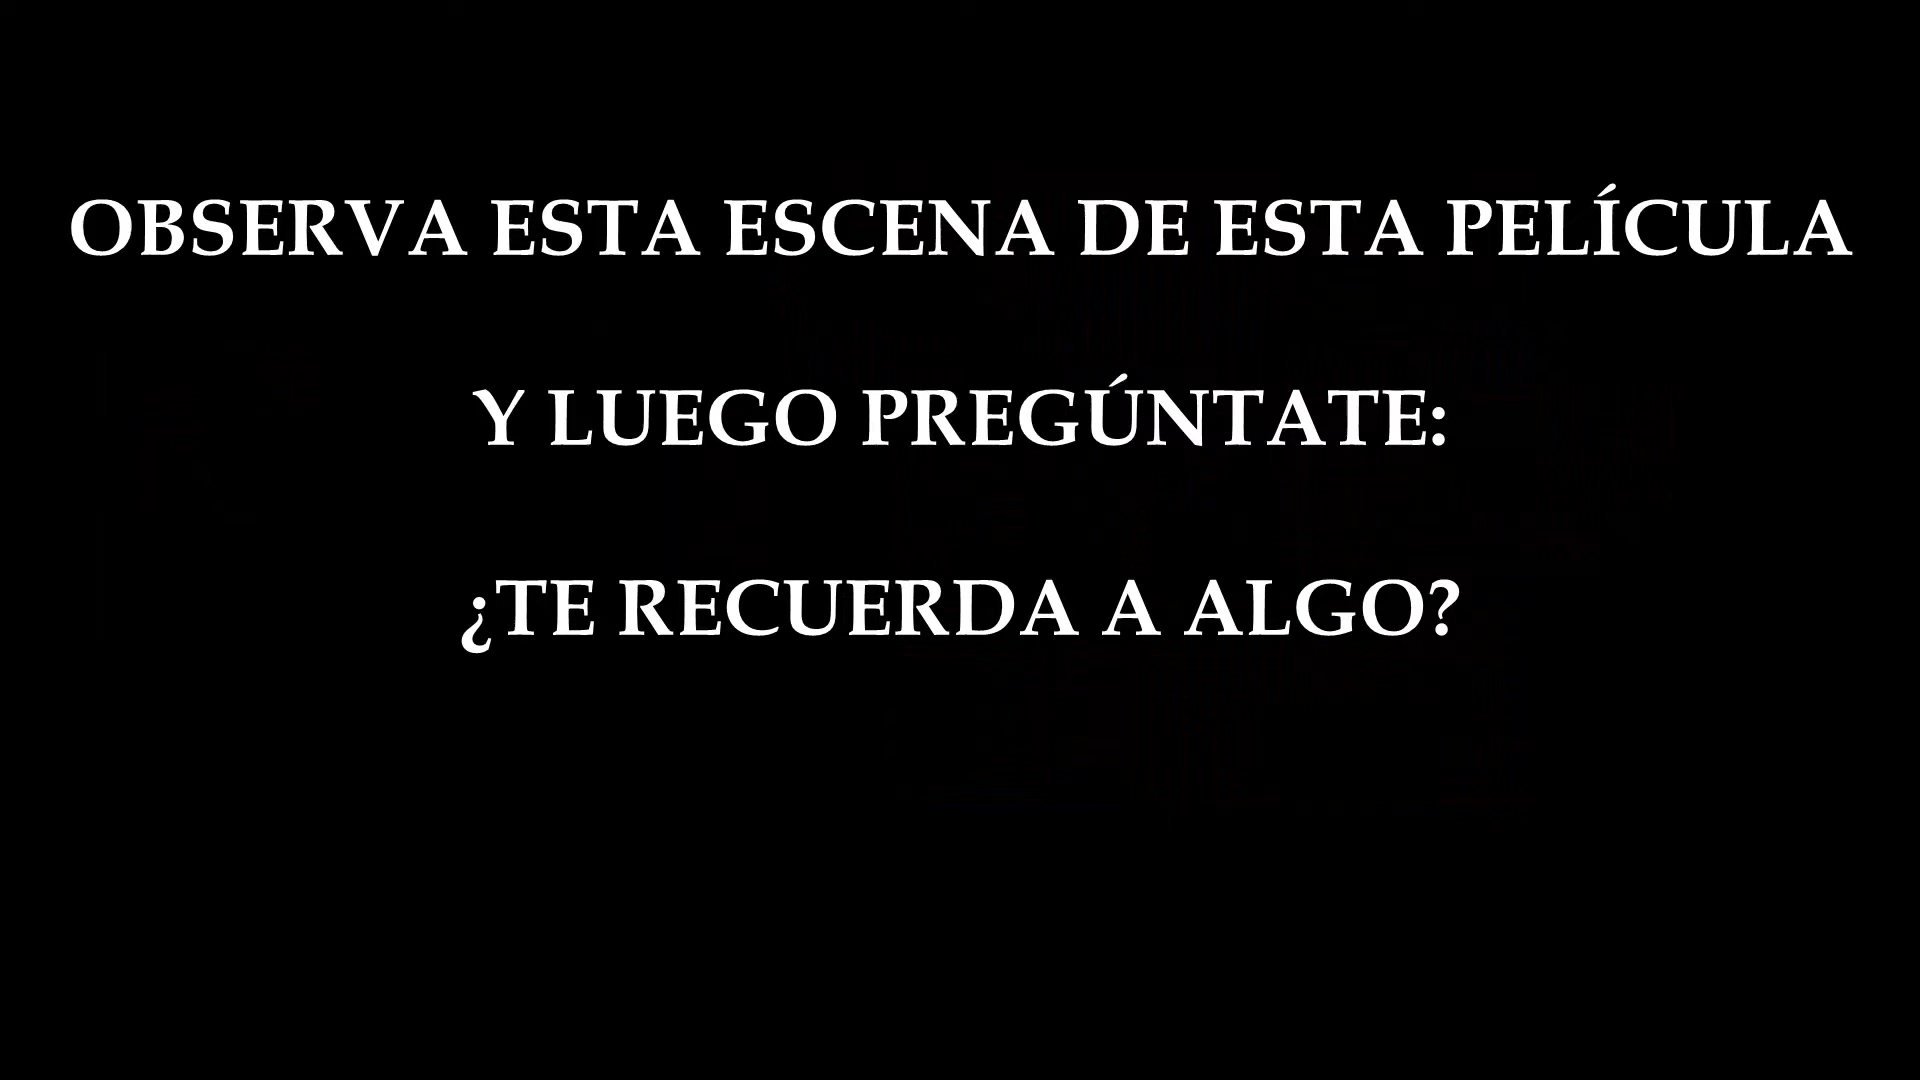 OBSERVA ESTA ESCENA DE ESTA PELÍCULA
Y LUEGO PREGÚNTATE:
¿TE RECUERDA A ALGO?